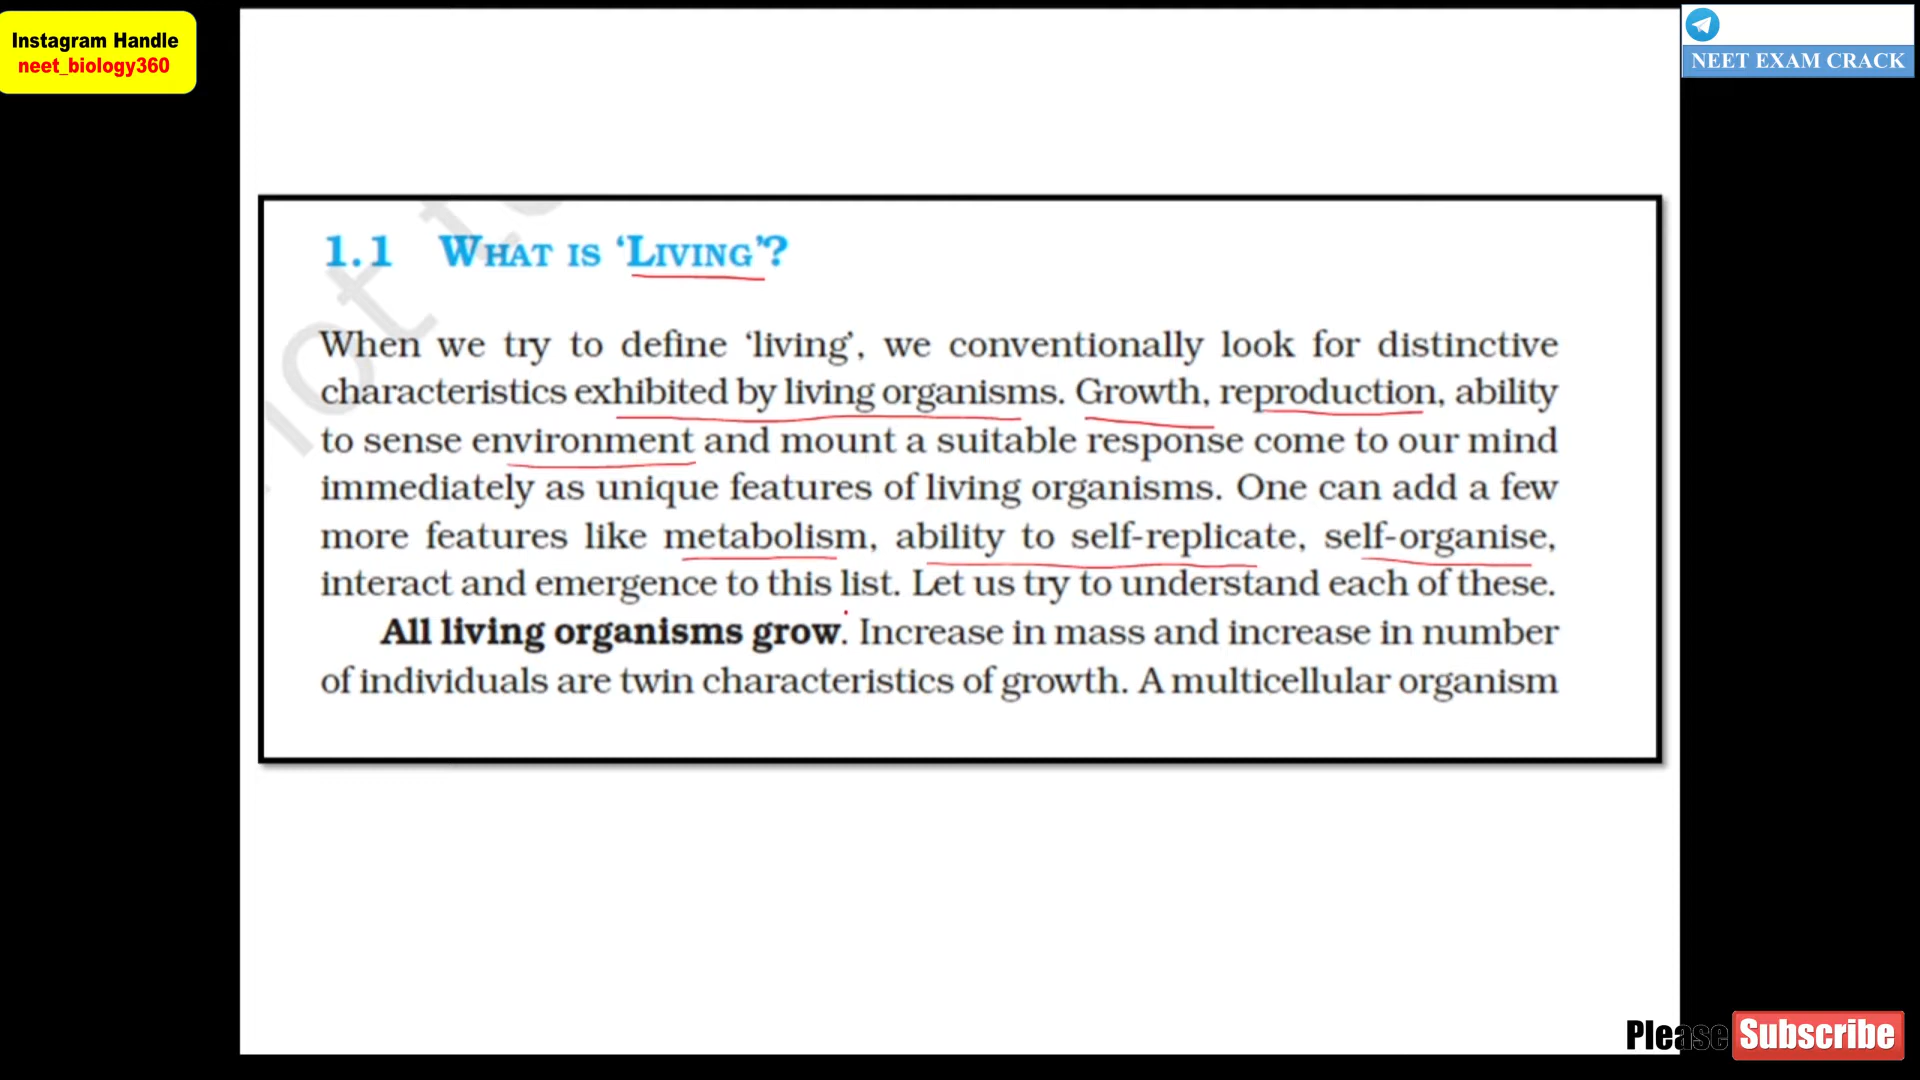 Instagram Handle
neet_biology360
NEET EXAM CRACK
1.1 WHAT IS ‘LIVING’?
When we try to define ‘living’, we conventionally look for distinctive
characteristics exhibited by living organisms. Growth, reproduction, ability
to sense environment and mount a suitable response come to our mind
immediately as unique features of living organisms. One can add a few
more features like metabolism, ability to self-replicate, self-organise,
interact and emergence to this list. Let us try to understand each of these.
All living organisms grow. Increase in mass and increase in number
of individuals are twin characteristics of growth. A multicellular organism
Please Subscribe